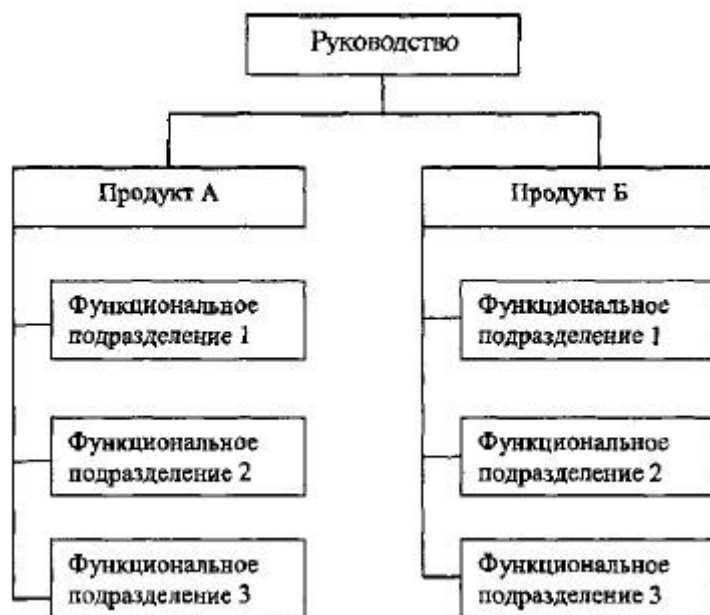 Руководство
Продукт А
Функциональное
подразделение 1
Функциональное
подразделение 2
Функциональное
подразделение 3
Продукт Б
Функциональное
подразделение 1
Функциональное
подразделение 2
Функциональное
подразделение 3